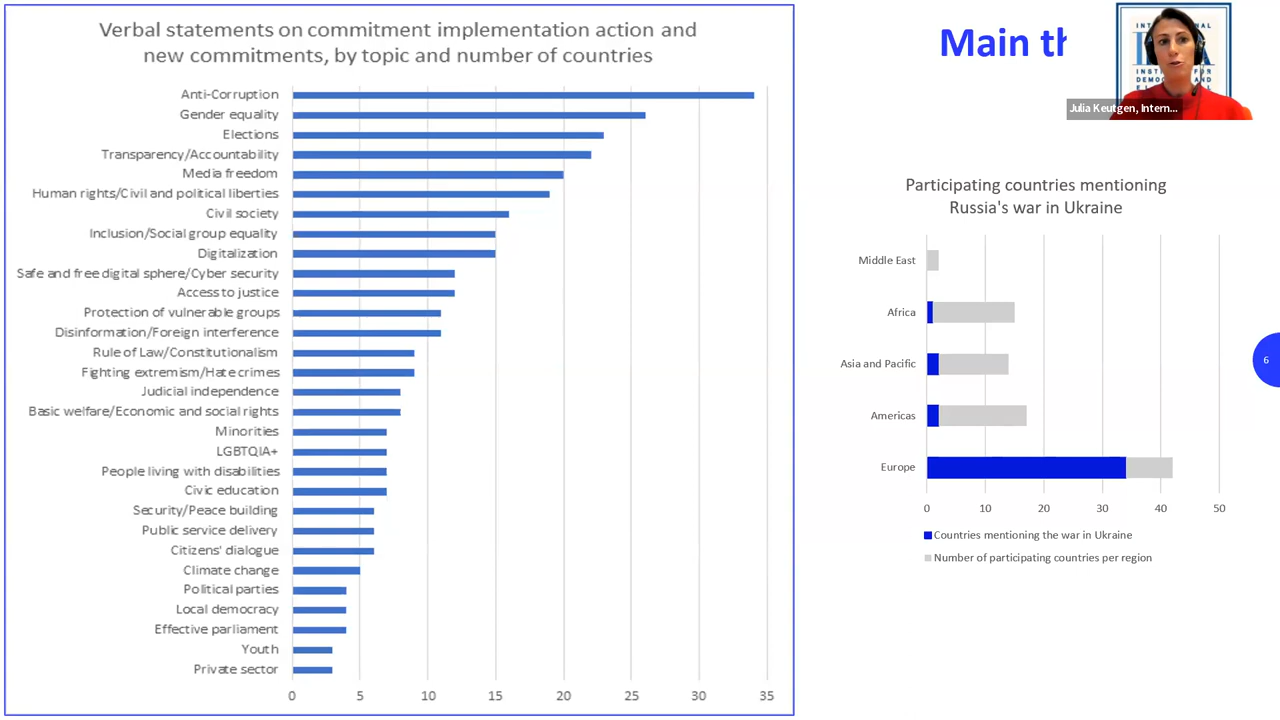 Verbal statements on commitment implementation action and
new commitments, by topic and number of countries
Anti-Corruption
Gender equality
Elections
Transparency/Accountability
Media freedom
Human rights/Civil and political liberties
Civil society
Inclusion/Social group equality
Digitalization
Safe and free digital sphere/Cyber security
Access to justice
Protection of vulnerable groups
Disinformation/Foreign interference
Rule of Law/Constitutionalism
Fighting extremism/Hate crimes
Judicial independence
Basic welfare/Economic and social rights
Minorities
LGBTQIA+
People living with disabilities
Civic education
Security/Peace building
Public service delivery
Citizens' dialogue
Climate change
Political parties
Local democracy
Effective parliament
Youth
Private sector
0 5 10 15 20 25 30 35
Main th
Julia Keutgen, Intern...
Participating countries mentioning
Russia's war in Ukraine
Middle East
Africa
Asia and Pacific
Americas
Europe
0 10 20 30 40 50
Countries mentioning the war in Ukraine
Number of participating countries per region
6